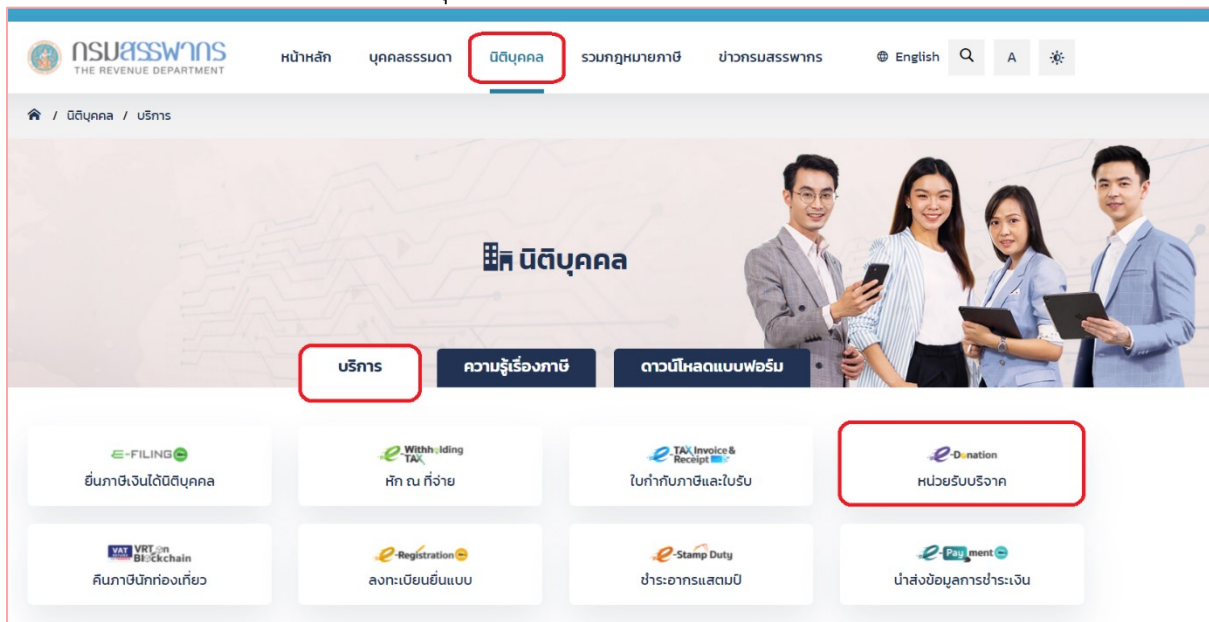 กรมสรรพากร
THE REVENUE DEPARTMENT
หน้าหลัก บุคคลธรรมดา นิติบุคคล รวมกฎหมายภาษี ข่าวกรมสรรพากร English A
/ นิติบุคคล / บริการ
นิติบุคคล
บริการ ความรู้เรื่องภาษี ดาวน์โหลดแบบฟอร์ม
E-FILING
ยื่นภาษีเงินได้นิติบุคคล
e-Withholding TAX
หัก ณ ที่จ่าย
e-TAX Invoice & Receipt
ใบกำกับภาษีและใบรับ
e-Donation
หน่วยรับบริจาค
VAT VRT on Blockchain
คืนภาษีนักท่องเที่ยว
e-Registration
ลงทะเบียนยื่นแบบ
e-Stamp Duty
ชำระอากรแสตมป์
e-Payment
นำส่งข้อมูลการชำระเงิน